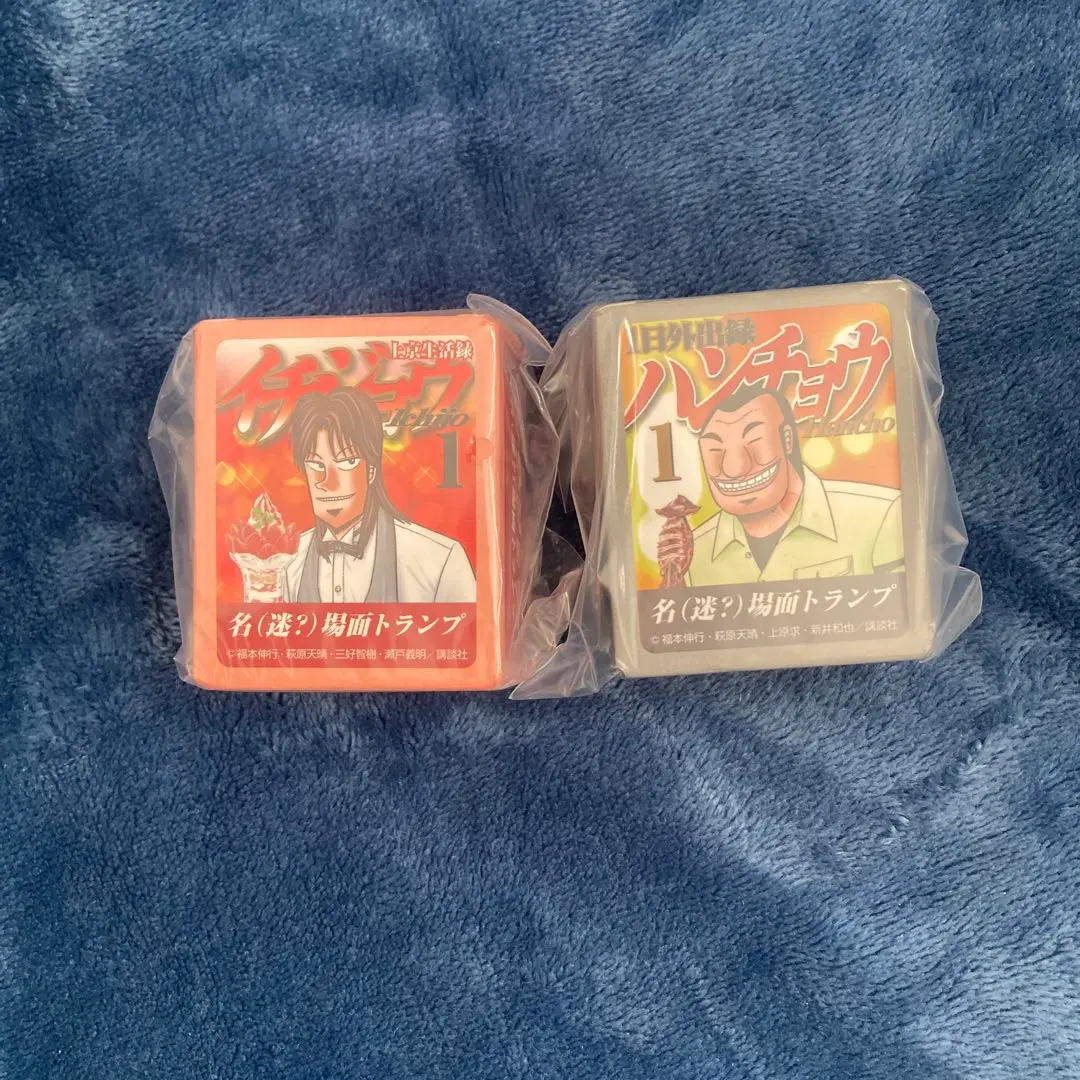 上京生活録
イチジョウ
Ichijo
1
名(迷?)場面トランプ
© 福本伸行・萩原天晴・三好智樹・瀬戸義明/講談社
1日外出録
ハンチョウ
Hancho
1
名(迷?)場面トランプ
© 福本伸行・萩原天晴・上原求・新井和也/講談社